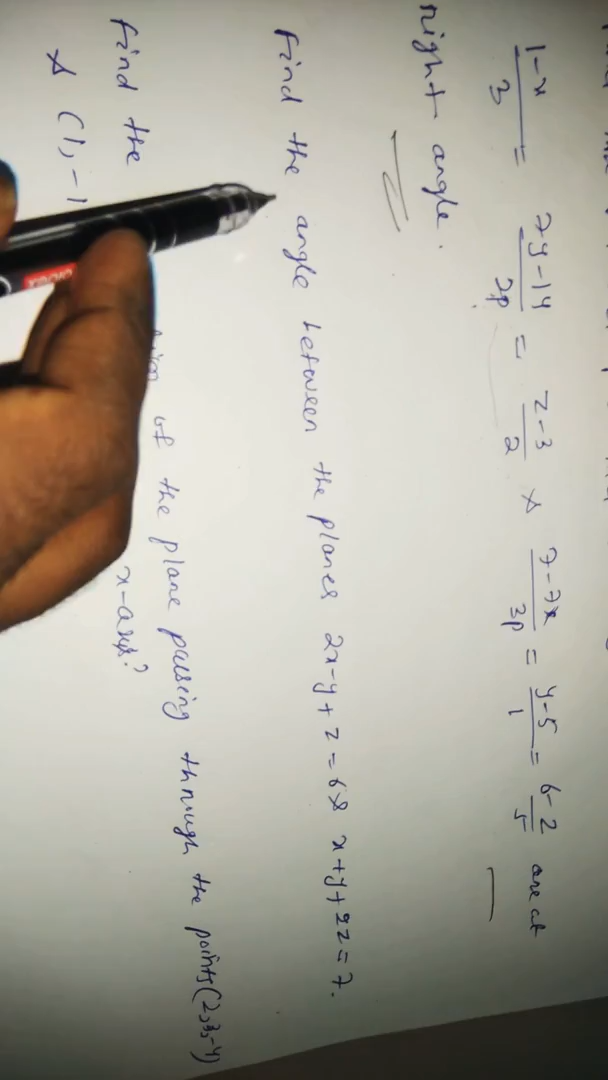 1-x/3 = 7y-14/2p = z-3/2 & 7-7x/3p = y-5/1 = 6-z/5 are at
right angle.
Find the angle between the planes 2x-y+z=6 & x+y+2z=7.
Find the of the plane passing through the points (2,3,-4)
& (1,-1 x-axis?